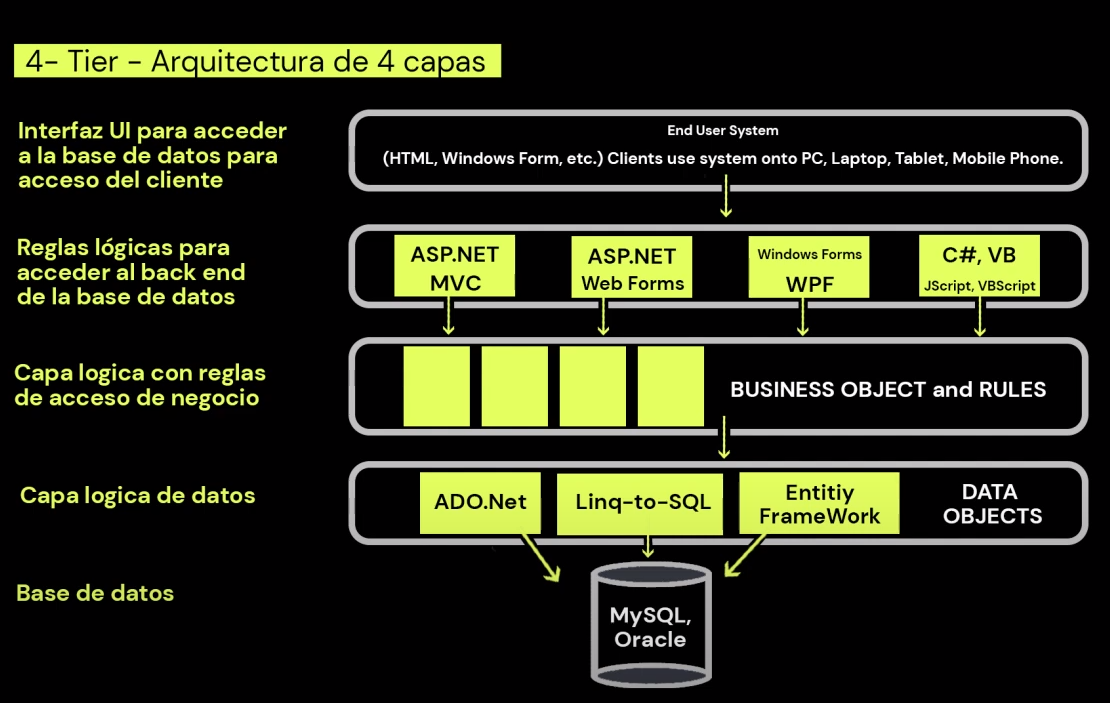 4- Tier - Arquitectura de 4 capas
Interfaz UI para acceder
a la base de datos para
acceso del cliente
End User System
(HTML, Windows Form, etc.) Clients use system onto PC, Laptop, Tablet, Mobile Phone.
Reglas lógicas para
acceder al back end
de la base de datos
ASP.NET
MVC
ASP.NET
Web Forms
Windows Forms
WPF
C#, VB
JScript, VBScript
Capa logica con reglas
de acceso de negocio
BUSINESS OBJECT and RULES
Capa logica de datos
ADO.Net
Linq-to-SQL
Entitiy
FrameWork
DATA
OBJECTS
Base de datos
MySQL,
Oracle